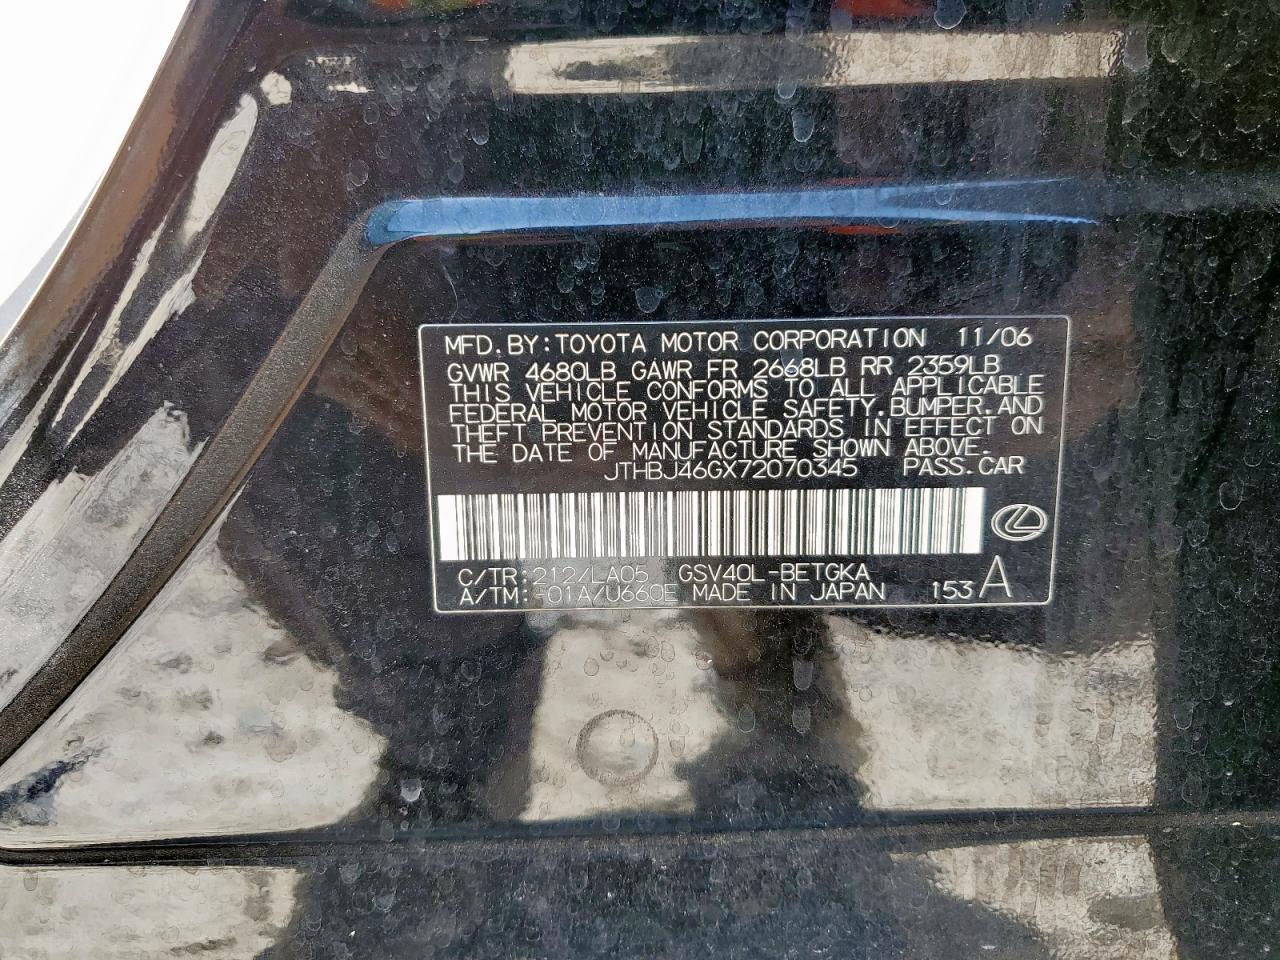 MFD. BY: TOYOTA MOTOR CORPORATION 11/06
GVWR 4680LB GAWR FR 2668LB RR 2359LB
THIS VEHICLE CONFORMS TO ALL APPLICABLE
FEDERAL MOTOR VEHICLE SAFETY, BUMPER, AND
THEFT PREVENTION STANDARDS IN EFFECT ON
THE DATE OF MANUFACTURE SHOWN ABOVE.
JTHBJ46GX72070345 PASS. CAR
C/TR: 212/LA05 GSV40L-BETGKA
A/TM: -01A/U660E MADE IN JAPAN 153 A